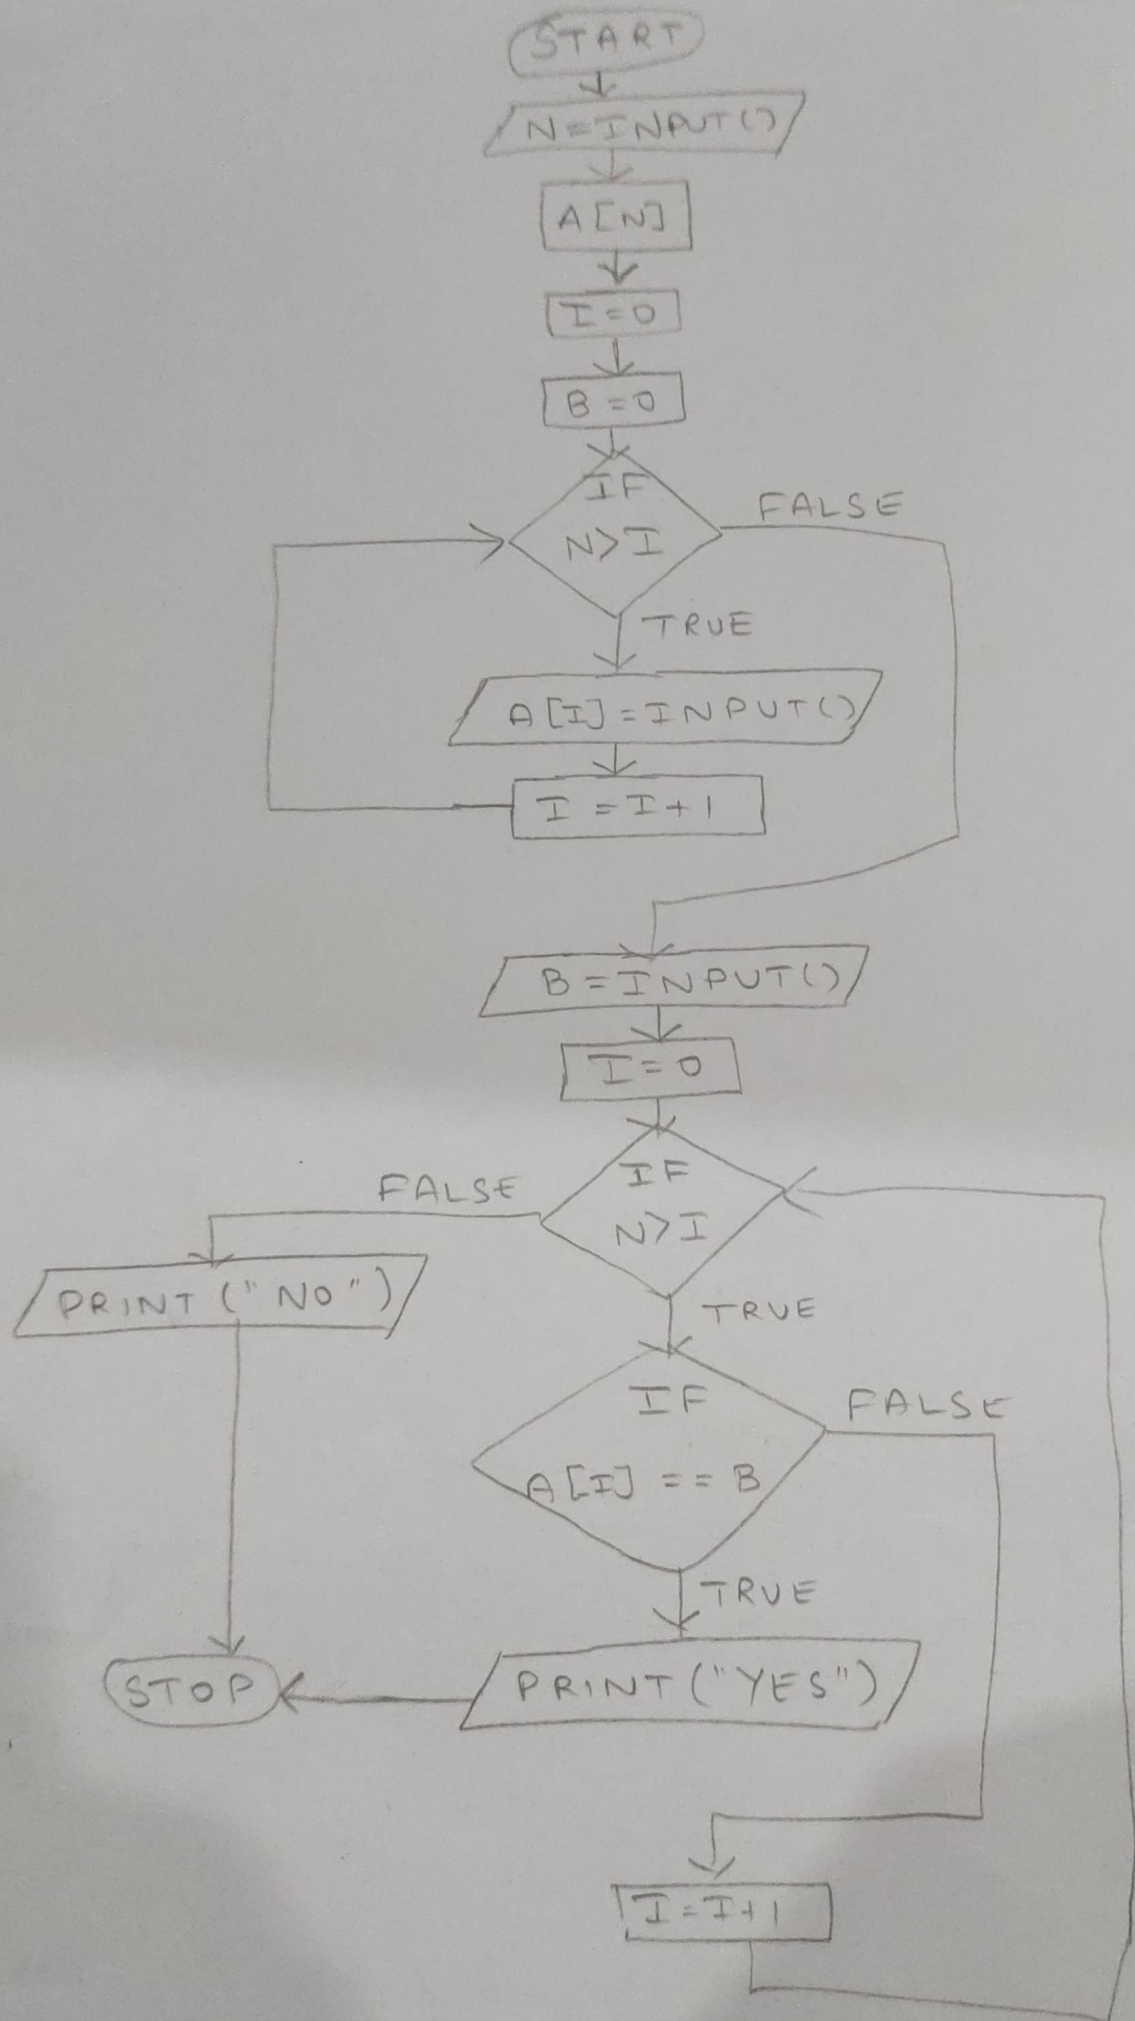 START
N=INPUT()
A[N]
I=0
B=0
IF
N>I
FALSE
TRUE
A[I]=INPUT()
I=I+1
B=INPUT()
I=0
IF
N>I
FALSE
PRINT("NO")
TRUE
IF
A[I]==B
FALSE
TRUE
PRINT("YES")
STOP
I=I+1